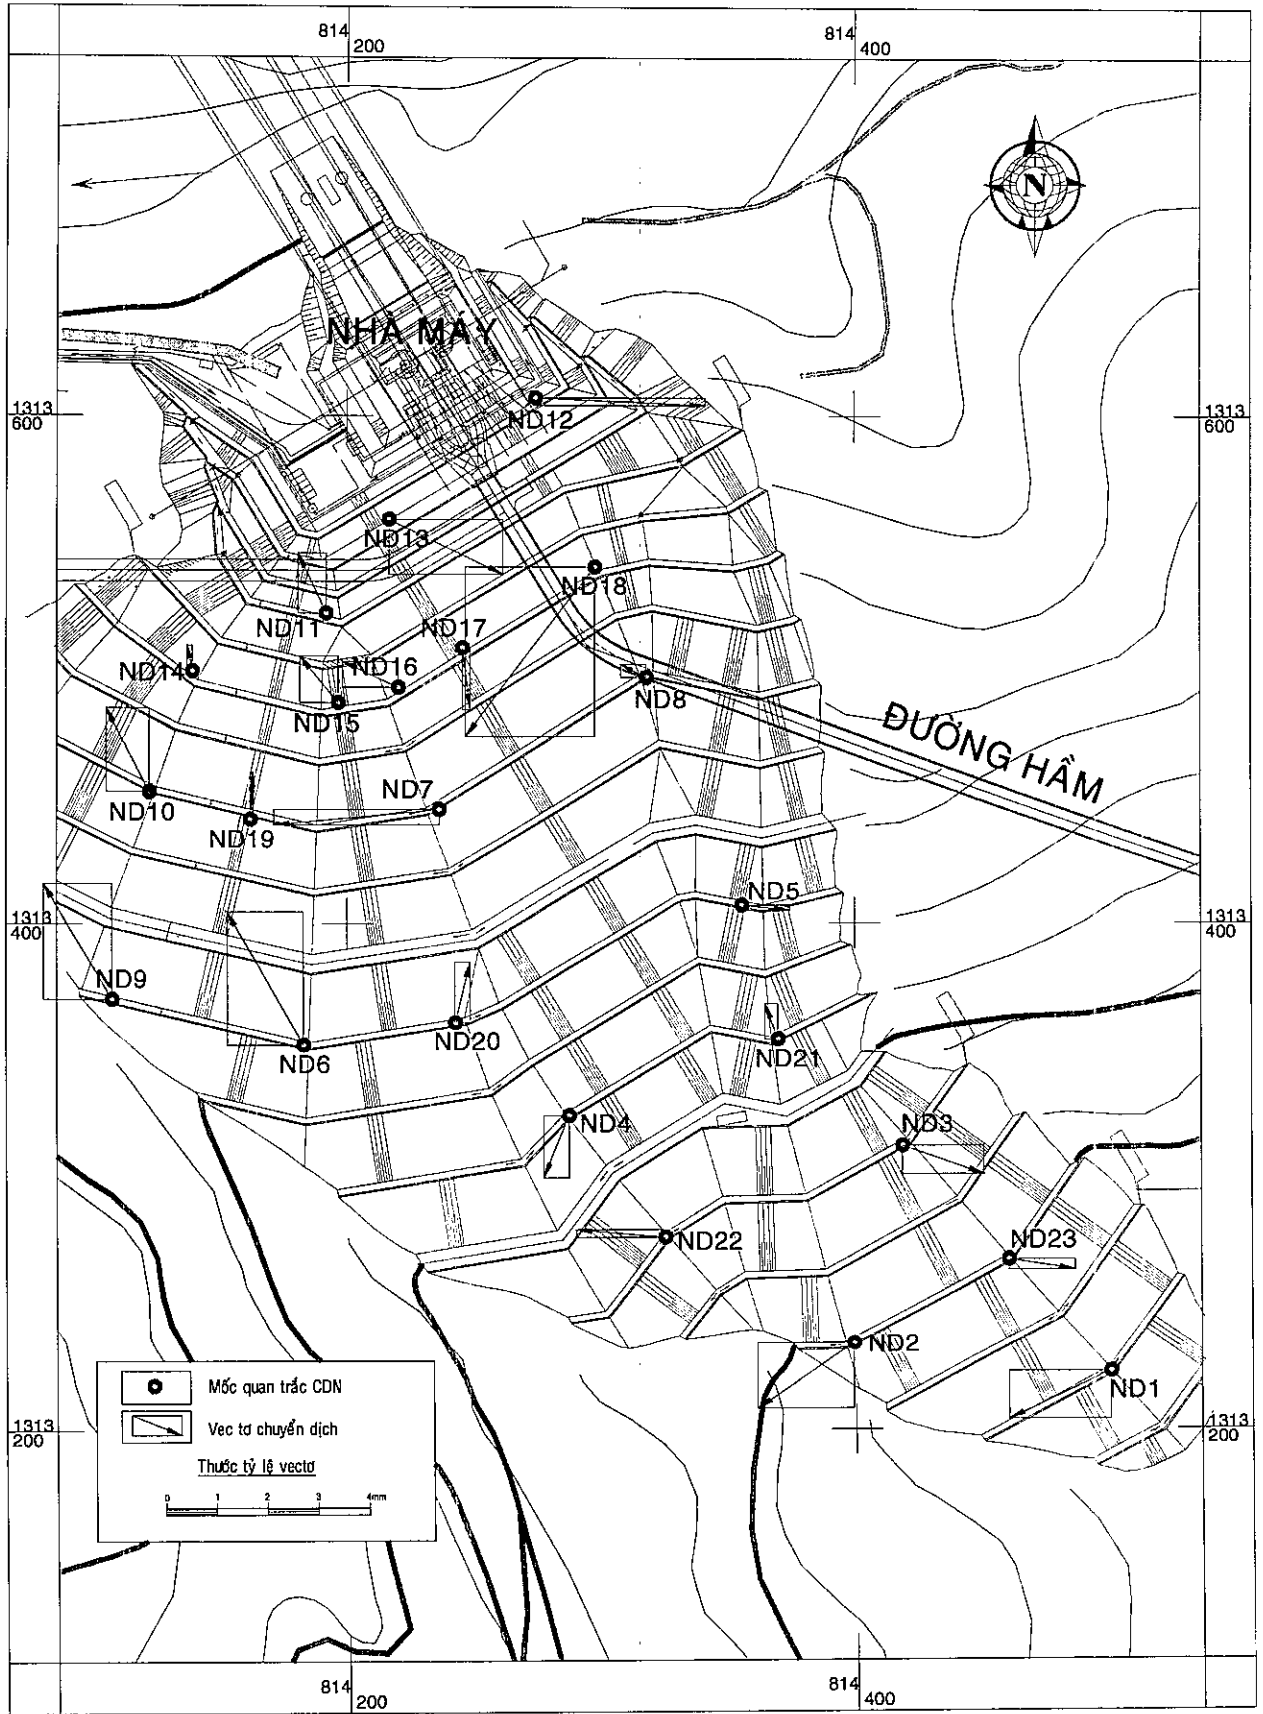 814
200
814
400
N
NHÀ MÁY
1313
600
1313
600
ND12
ND13
ND18
ND11
ND17
ND14
ND16
ND15
ND8
ĐƯỜNG HẦM
ND10
ND7
ND19
ND5
1313
400
1313
400
ND9
ND20
ND6
ND21
ND4
ND3
ND22
ND23
ND2
ND1
Mốc quan trắc CDN
Vec tơ chuyển dịch
Thước tỷ lệ vectơ
0 1 2 3 4mm
1313
200
1313
200
814
200
814
400